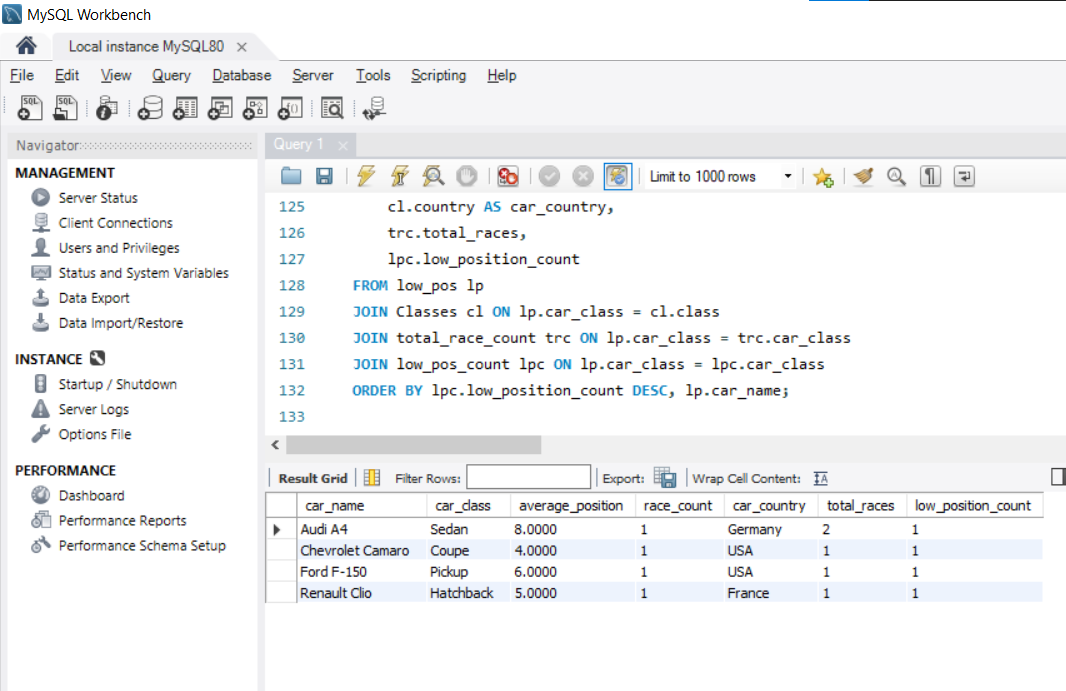 MySQL Workbench
Local instance MySQL80
File Edit View Query Database Server Tools Scripting Help
SQL SQL
Navigator
MANAGEMENT
Server Status
Client Connections
Users and Privileges
Status and System Variables
Data Export
Data Import/Restore
INSTANCE
Startup / Shutdown
Server Logs
Options File
PERFORMANCE
Dashboard
Performance Reports
Performance Schema Setup
Query 1
Limit to 1000 rows
125 cl.country AS car_country,
126 trc.total_races,
127 lpc.low_position_count
128 FROM low_pos lp
129 JOIN Classes cl ON lp.car_class = cl.class
130 JOIN total_race_count trc ON lp.car_class = trc.car_class
131 JOIN low_pos_count lpc ON lp.car_class = lpc.car_class
132 ORDER BY lpc.low_position_count DESC, lp.car_name;
133
Result Grid Filter Rows: Export: Wrap Cell Content:
car_name car_class average_position race_count car_country total_races low_position_count
Audi A4 Sedan 8.0000 1 Germany 2 1
Chevrolet Camaro Coupe 4.0000 1 USA 1 1
Ford F-150 Pickup 6.0000 1 USA 1 1
Renault Clio Hatchback 5.0000 1 France 1 1